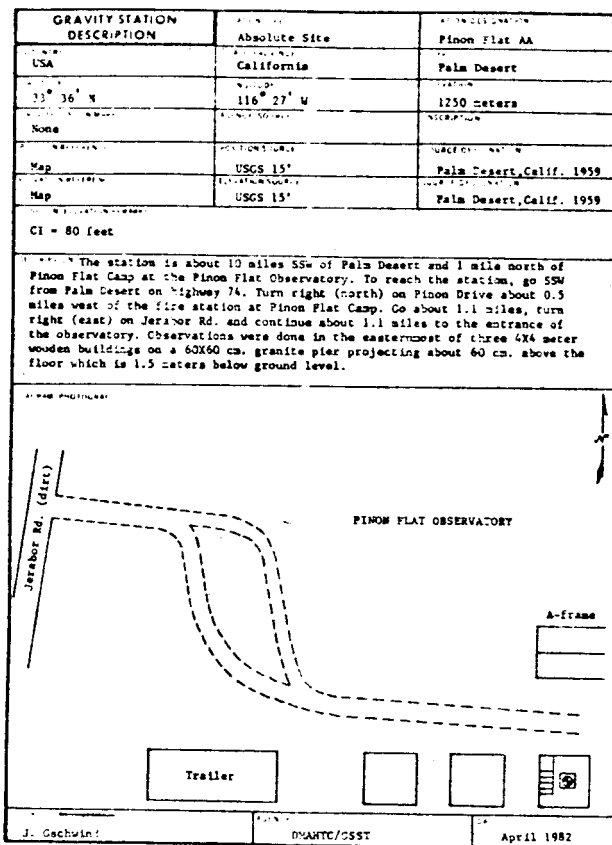 GRAVITY STATION
DESCRIPTION
Absolute Site
Pinon Flat AA
USA
California
Palm Desert
33° 36' N
116° 27' W
1250 meters
None
Map
USGS 15'
Palm Desert,Calif. 1959
Map
USGS 15'
Palm Desert,Calif. 1959
CI = 80 feet
The station is about 10 miles SSW of Palm Desert and 1 mile north of
Pinon Flat Camp at the Pinon Flat Observatory. To reach the station, go SSW
from Palm Desert on Highway 74. Turn right (north) on Pinon Drive about 0.5
miles west of the fire station at Pinon Flat Camp. Go about 1.1 miles, turn
right (east) on Jerabor Rd. and continue about 1.1 miles to the entrance of
the observatory. Observations were done in the easternmost of three 4X4 meter
wooden buildings on a 60X60 cm. granite pier projecting about 60 cm. above the
floor which is 1.5 meters below ground level.
N
Jerabor Rd. (dirt)
PINON FLAT OBSERVATORY
A-frame
Trailer
J. Gschwind
DMAHTC/GSST
April 1982